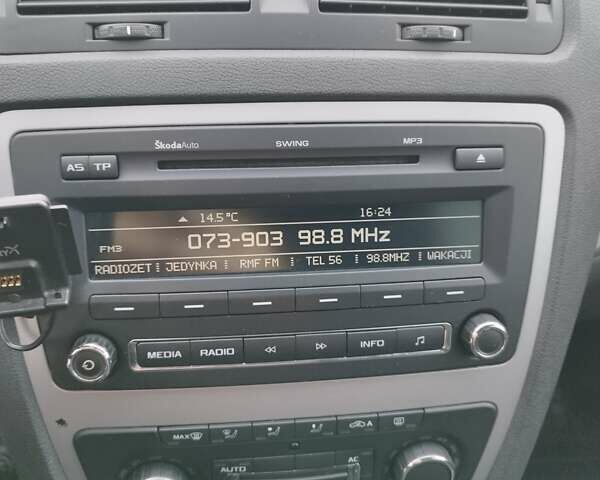 ŠkodaAuto SWING MP3
AS TP
14.5°C 16:24
FM3 073-903 98.8 MHz
RADIOZET JEDYNKA RMF FM TEL 56 98.8MHZ WAKACJI
MEDIA RADIO INFO
MAX A
AUTO AC